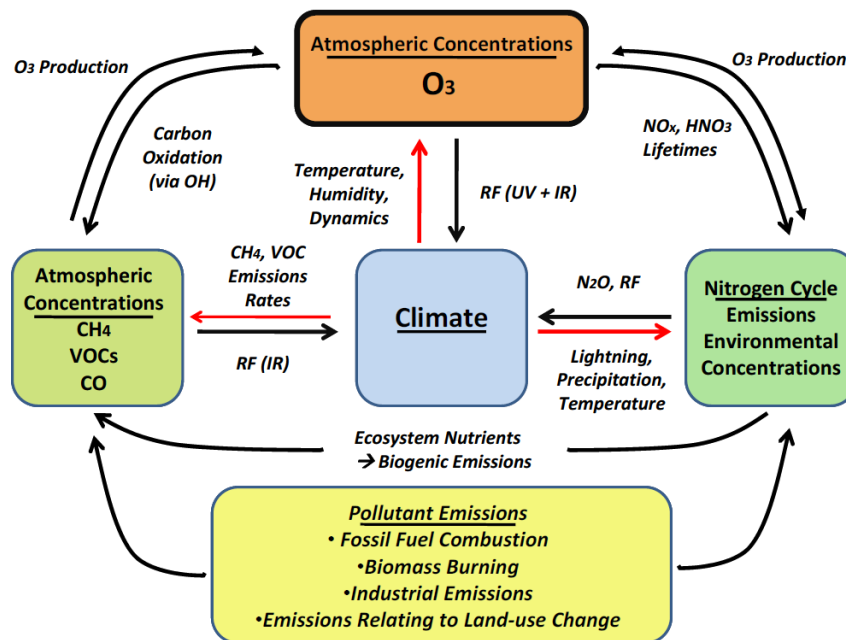 Atmospheric Concentrations
O3
O3 Production
O3 Production
Carbon
Oxidation
(via OH)
NOx, HNO3
Lifetimes
Temperature,
Humidity,
Dynamics
RF (UV + IR)
Atmospheric
Concentrations
CH4
VOCs
CO
CH4, VOC
Emissions
Rates
RF (IR)
Climate
N2O, RF
Lightning,
Precipitation,
Temperature
Nitrogen Cycle
Emissions
Environmental
Concentrations
Ecosystem Nutrients
→ Biogenic Emissions
Pollutant Emissions
• Fossil Fuel Combustion
•Biomass Burning
• Industrial Emissions
•Emissions Relating to Land-use Change